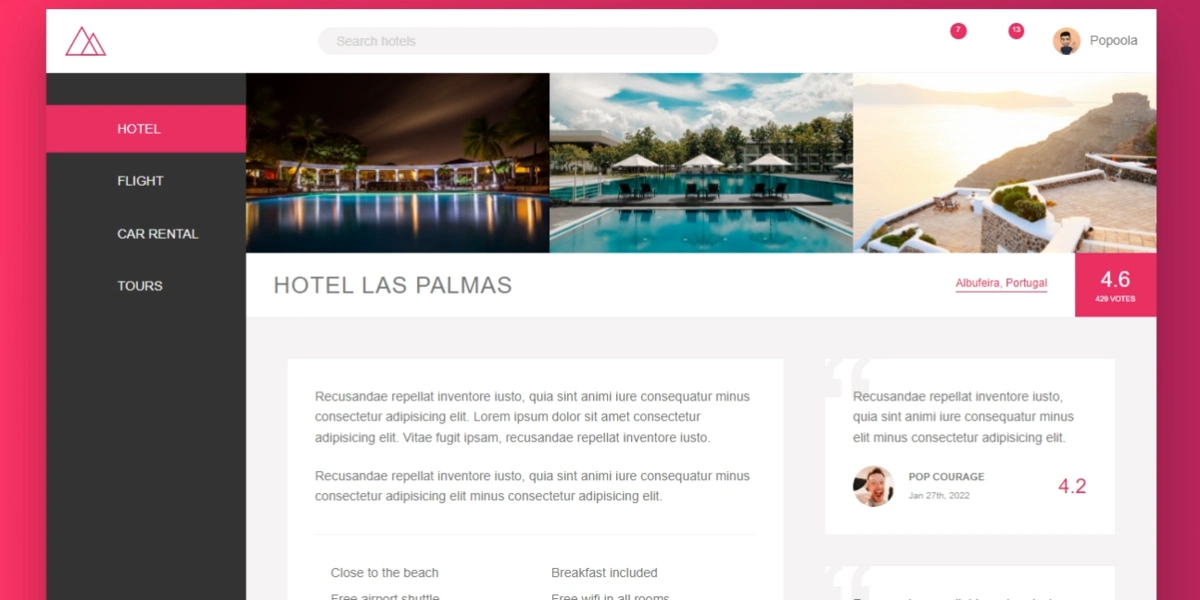 Search hotels
7
13
Popoola
HOTEL
FLIGHT
CAR RENTAL
TOURS
HOTEL LAS PALMAS
Albufeira, Portugal
4.6
429 VOTES
Recusandae repellat inventore iusto, quia sint animi iure consequatur minus
consectetur adipisicing elit. Lorem ipsum dolor sit amet consectetur
adipisicing elit. Vitae fugit ipsam, recusandae repellat inventore iusto.
Recusandae repellat inventore iusto, quia sint animi iure consequatur minus
consectetur adipisicing elit minus consectetur adipisicing elit.
Close to the beach
Breakfast included
Free airport shuttle
Free wifi in all rooms
“
Recusandae repellat inventore iusto,
quia sint animi iure consequatur minus
elit minus consectetur adipisicing elit.
POP COURAGE
Jan 27th, 2022
4.2
“